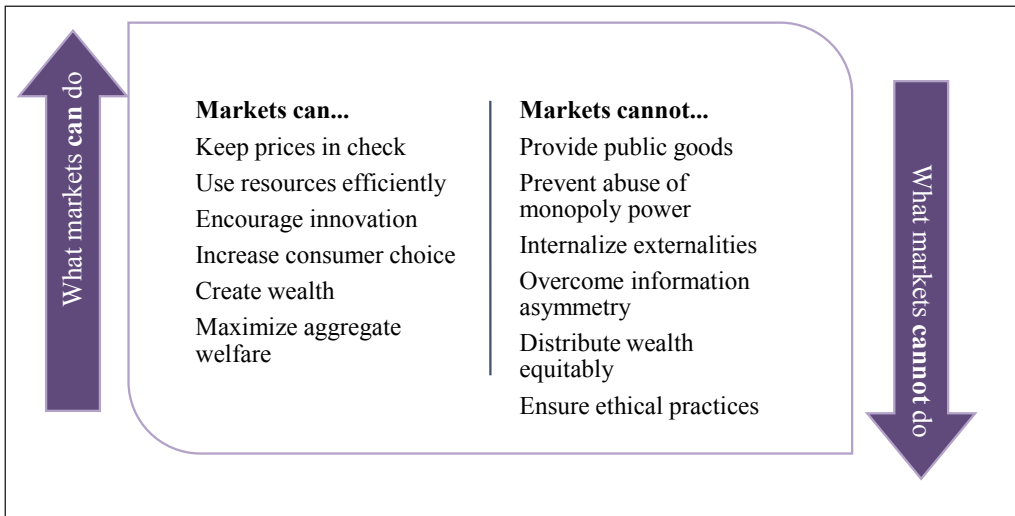 What markets can do
Markets can...
Keep prices in check
Use resources efficiently
Encourage innovation
Increase consumer choice
Create wealth
Maximize aggregate
welfare
Markets cannot...
Provide public goods
Prevent abuse of
monopoly power
Internalize externalities
Overcome information
asymmetry
Distribute wealth
equitably
Ensure ethical practices
What markets cannot do